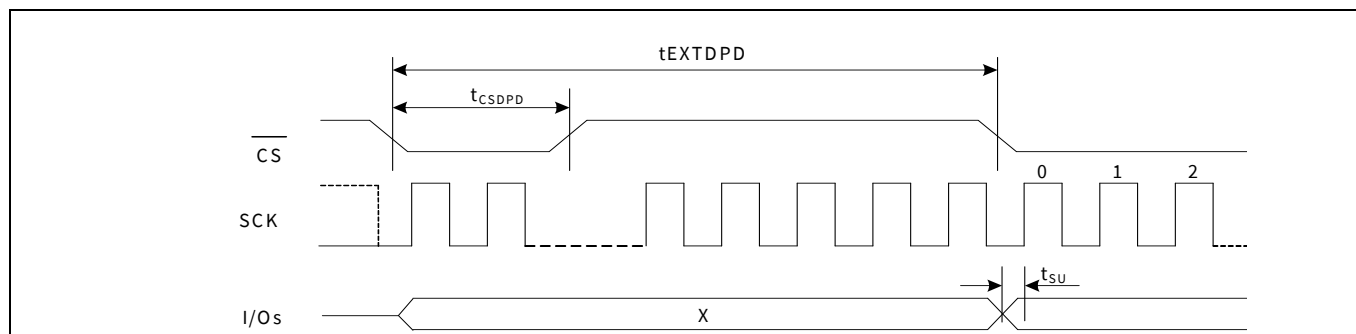 tEXTDPD
tCSDPD
CS
0 1 2
SCK
tSU
X
I/Os